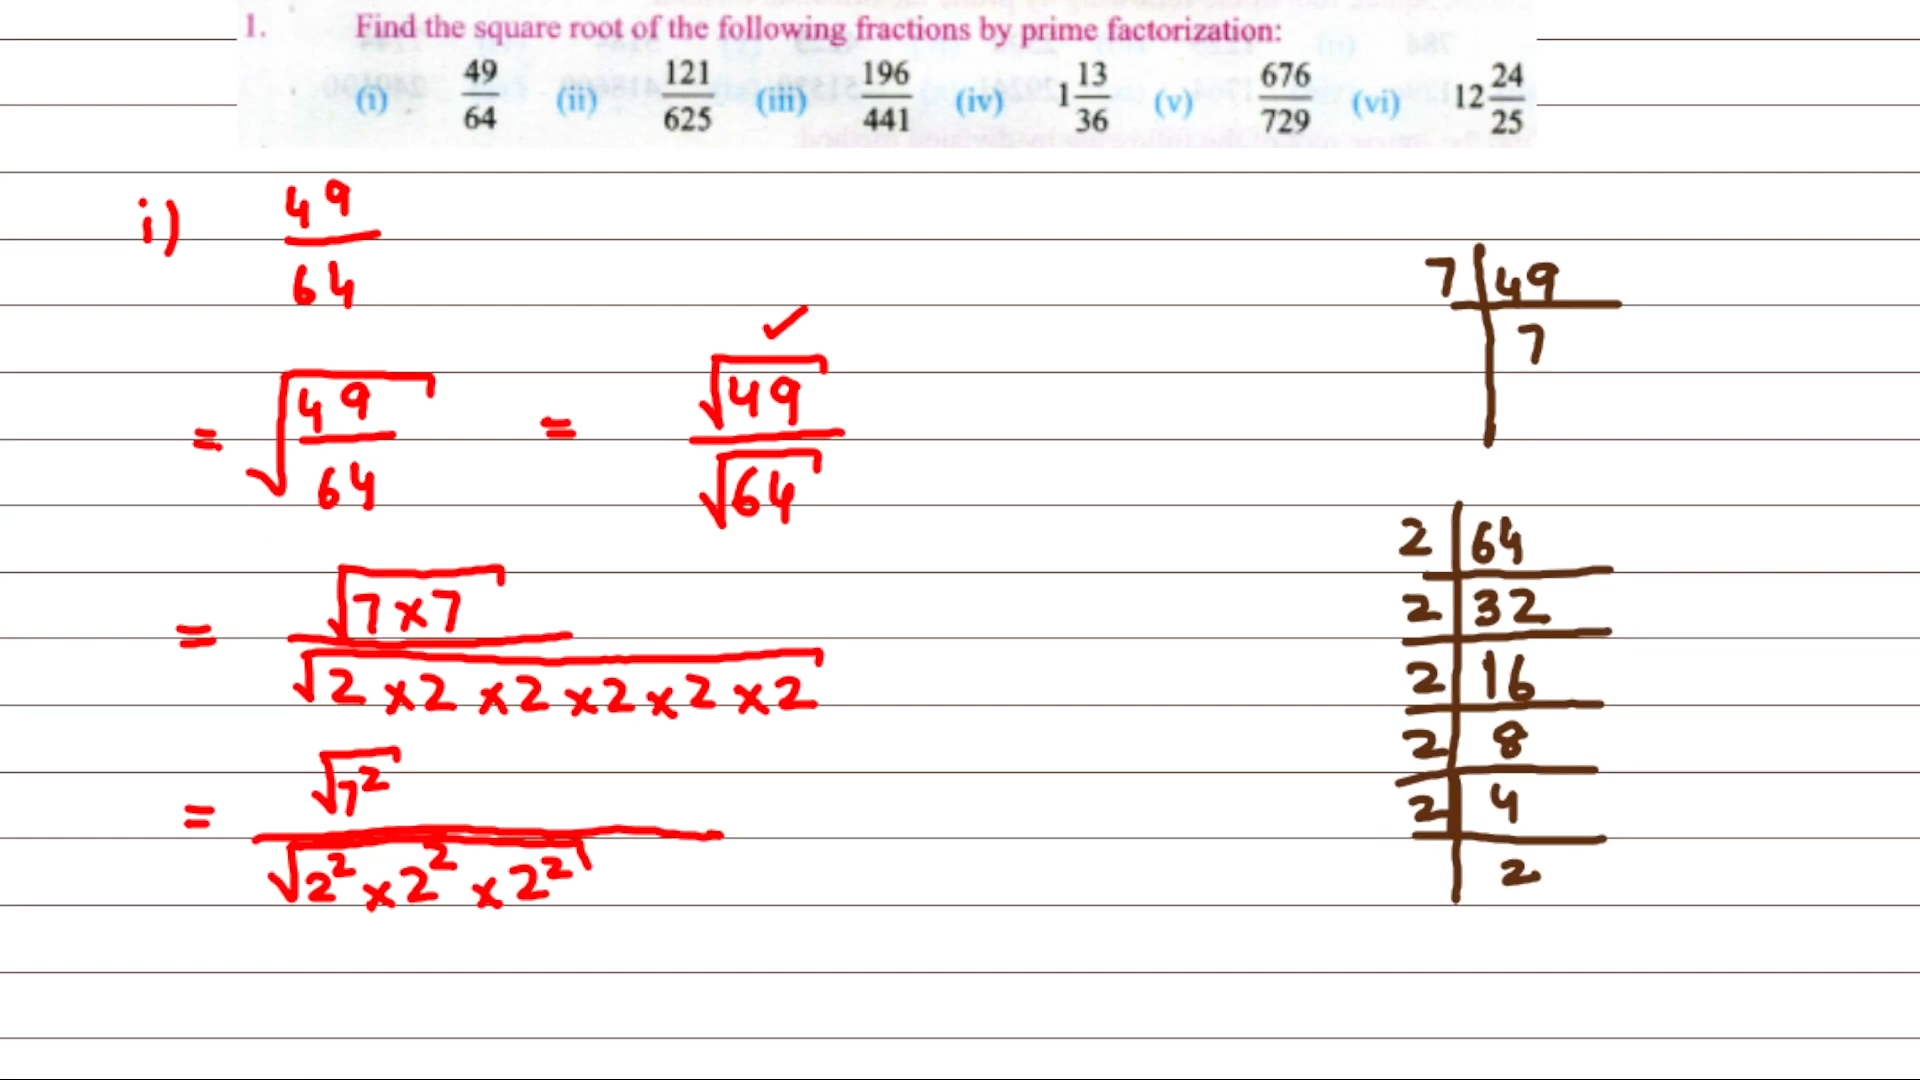 1. Find the square root of the following fractions by prime factorization:
(i) 49/64 (ii) 121/625 (iii) 196/441 (iv) 1 13/36 (v) 676/729 (vi) 12 24/25
i) 49/64
= √(49/64) = √49/√64 ✓
= √(7×7)/√(2×2×2×2×2×2)
= √7²/√(2²×2²×2²)
7 | 49
7
2 | 64
2 | 32
2 | 16
2 | 8
2 | 4
2